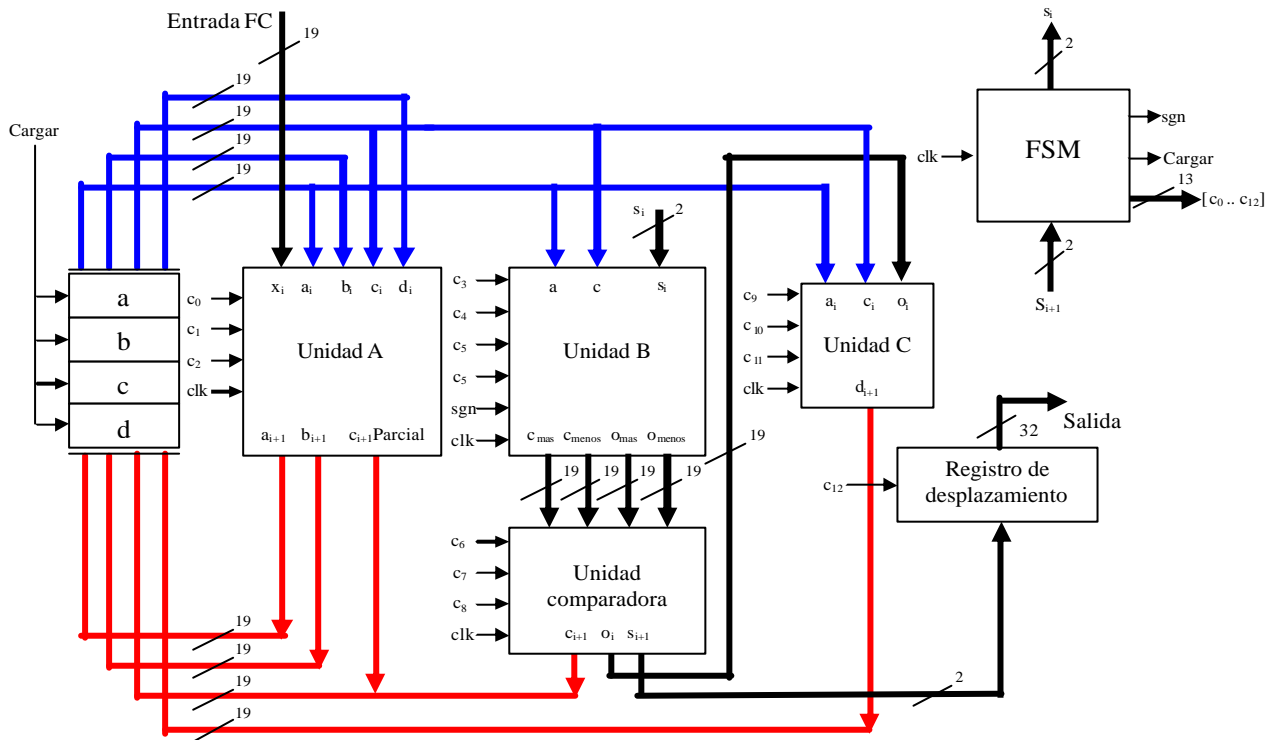 Entrada FC
19
19
19
19
19
Cargar
a
b
c
d
c0
c1
c2
clk
xi ai bi ci di
Unidad A
ai+1 bi+1 ci+1Parcial
c3
c4
c5
c5
sgn
clk
si
2
a c si
Unidad B
cmas cmenos omas omenos
19
19
19
19
19
c6
c7
c8
clk
Unidad
comparadora
ci+1 oi si+1
c9
c10
c11
clk
ai ci oi
Unidad C
di+1
si
2
clk
FSM
sgn
Cargar
13
[c0 .. c12]
2
Si+1
32
Salida
c12
Registro de
desplazamiento
2
19
19
19
19